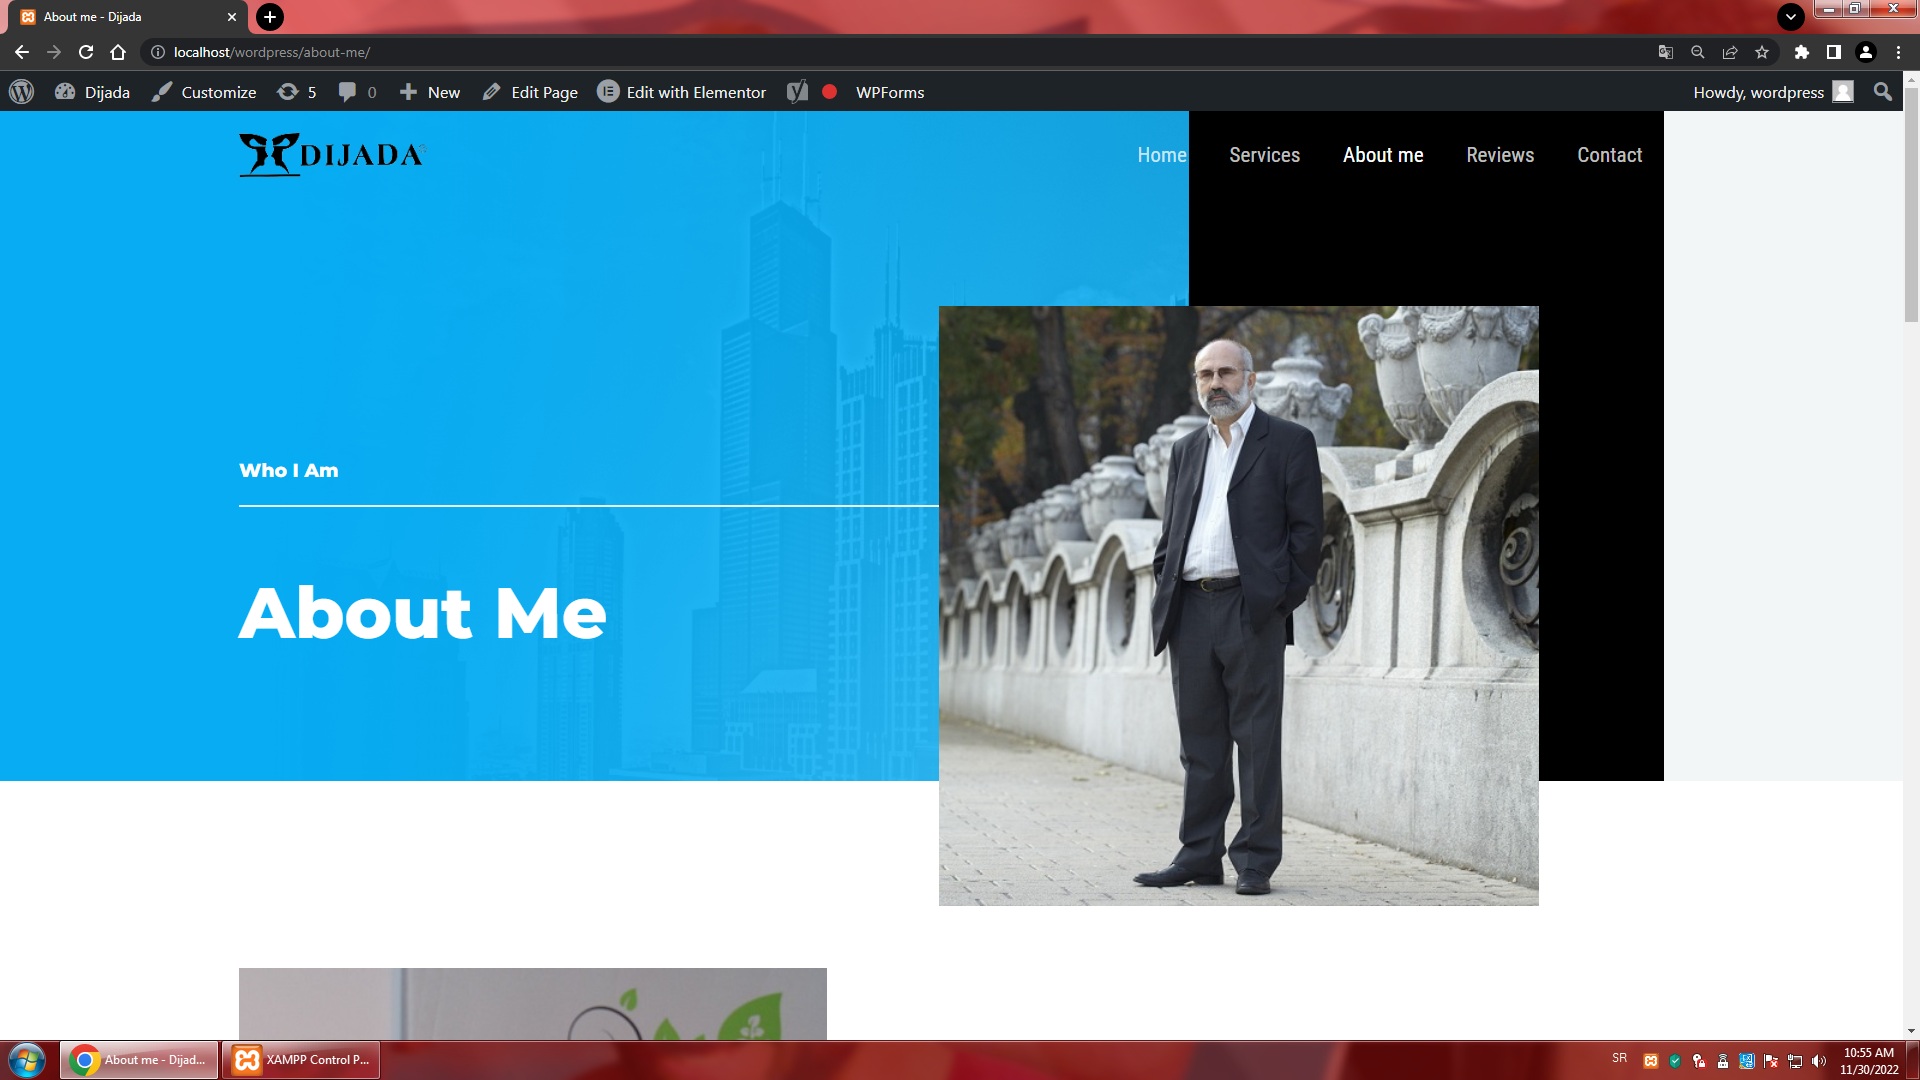 About me - Dijada
localhost/wordpress/about-me/
Dijada Customize 5 0 New Edit Page Edit with Elementor WPForms Howdy, wordpress
DIJADA Home Services About me Reviews Contact
Who I Am
About Me
About me - Dijad... XAMPP Control P... SR 10:55 AM
11/30/2022